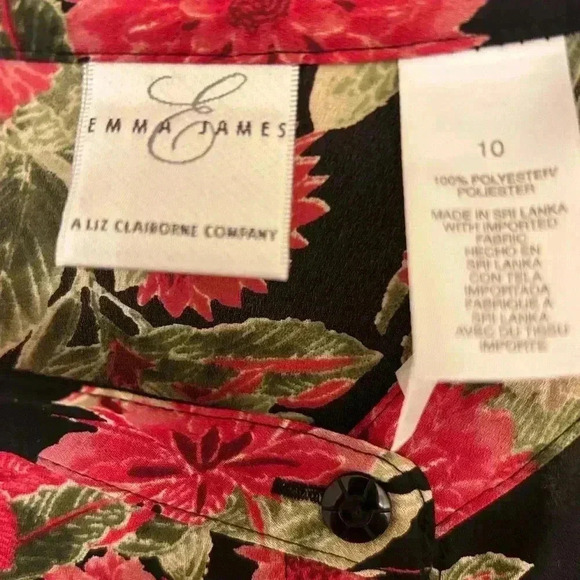 E
EMMA JAMES
A LIZ CLAIBORNE COMPANY
10
100% POLYESTER/
POLIESTER
MADE IN SRI LANKA
WITH IMPORTED
FABRIC
HECHO EN
SRI LANKA
CON TELA
IMPORTADA
FABRIQUE A
SRI LANKA
AVEC DU TISSU
IMPORTE